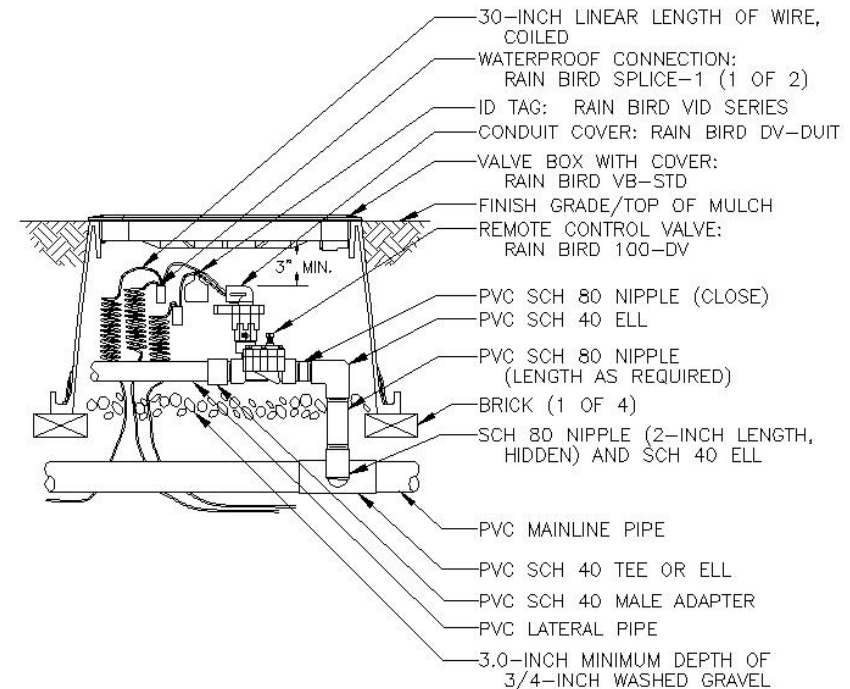 30-INCH LINEAR LENGTH OF WIRE,
COILED
WATERPROOF CONNECTION:
RAIN BIRD SPLICE-1 (1 OF 2)
ID TAG: RAIN BIRD VID SERIES
CONDUIT COVER: RAIN BIRD DV-DUIT
VALVE BOX WITH COVER:
RAIN BIRD VB-STD
FINISH GRADE/TOP OF MULCH
REMOTE CONTROL VALVE:
RAIN BIRD 100-DV
3" MIN.
PVC SCH 80 NIPPLE (CLOSE)
PVC SCH 40 ELL
PVC SCH 80 NIPPLE
(LENGTH AS REQUIRED)
BRICK (1 OF 4)
SCH 80 NIPPLE (2-INCH LENGTH,
HIDDEN) AND SCH 40 ELL
PVC MAINLINE PIPE
PVC SCH 40 TEE OR ELL
PVC SCH 40 MALE ADAPTER
PVC LATERAL PIPE
3.0-INCH MINIMUM DEPTH OF
3/4-INCH WASHED GRAVEL